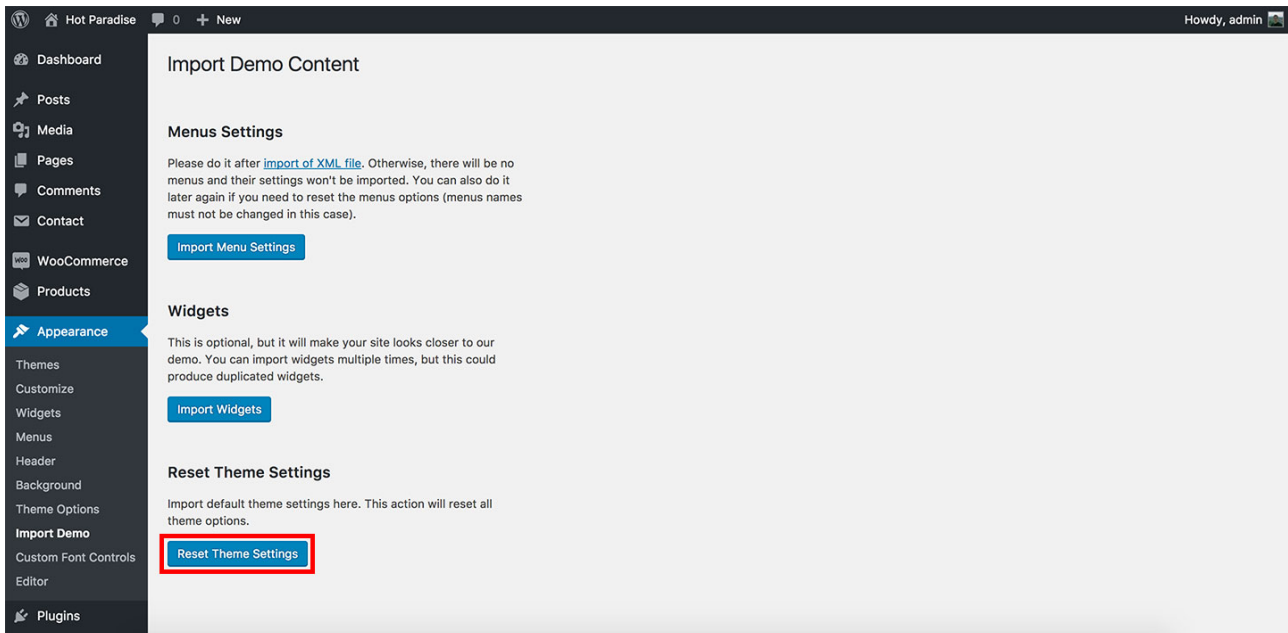 Hot Paradise 0 + New
Howdy, admin
Dashboard
Posts
Media
Pages
Comments
Contact
WooCommerce
Products
Appearance
Themes
Customize
Widgets
Menus
Header
Background
Theme Options
Import Demo
Custom Font Controls
Editor
Plugins
Import Demo Content
Menus Settings
Please do it after import of XML file. Otherwise, there will be no
menus and their settings won't be imported. You can also do it
later again if you need to reset the menus options (menus names
must not be changed in this case).
Import Menu Settings
Widgets
This is optional, but it will make your site looks closer to our
demo. You can import widgets multiple times, but this could
produce duplicated widgets.
Import Widgets
Reset Theme Settings
Import default theme settings here. This action will reset all
theme options.
Reset Theme Settings